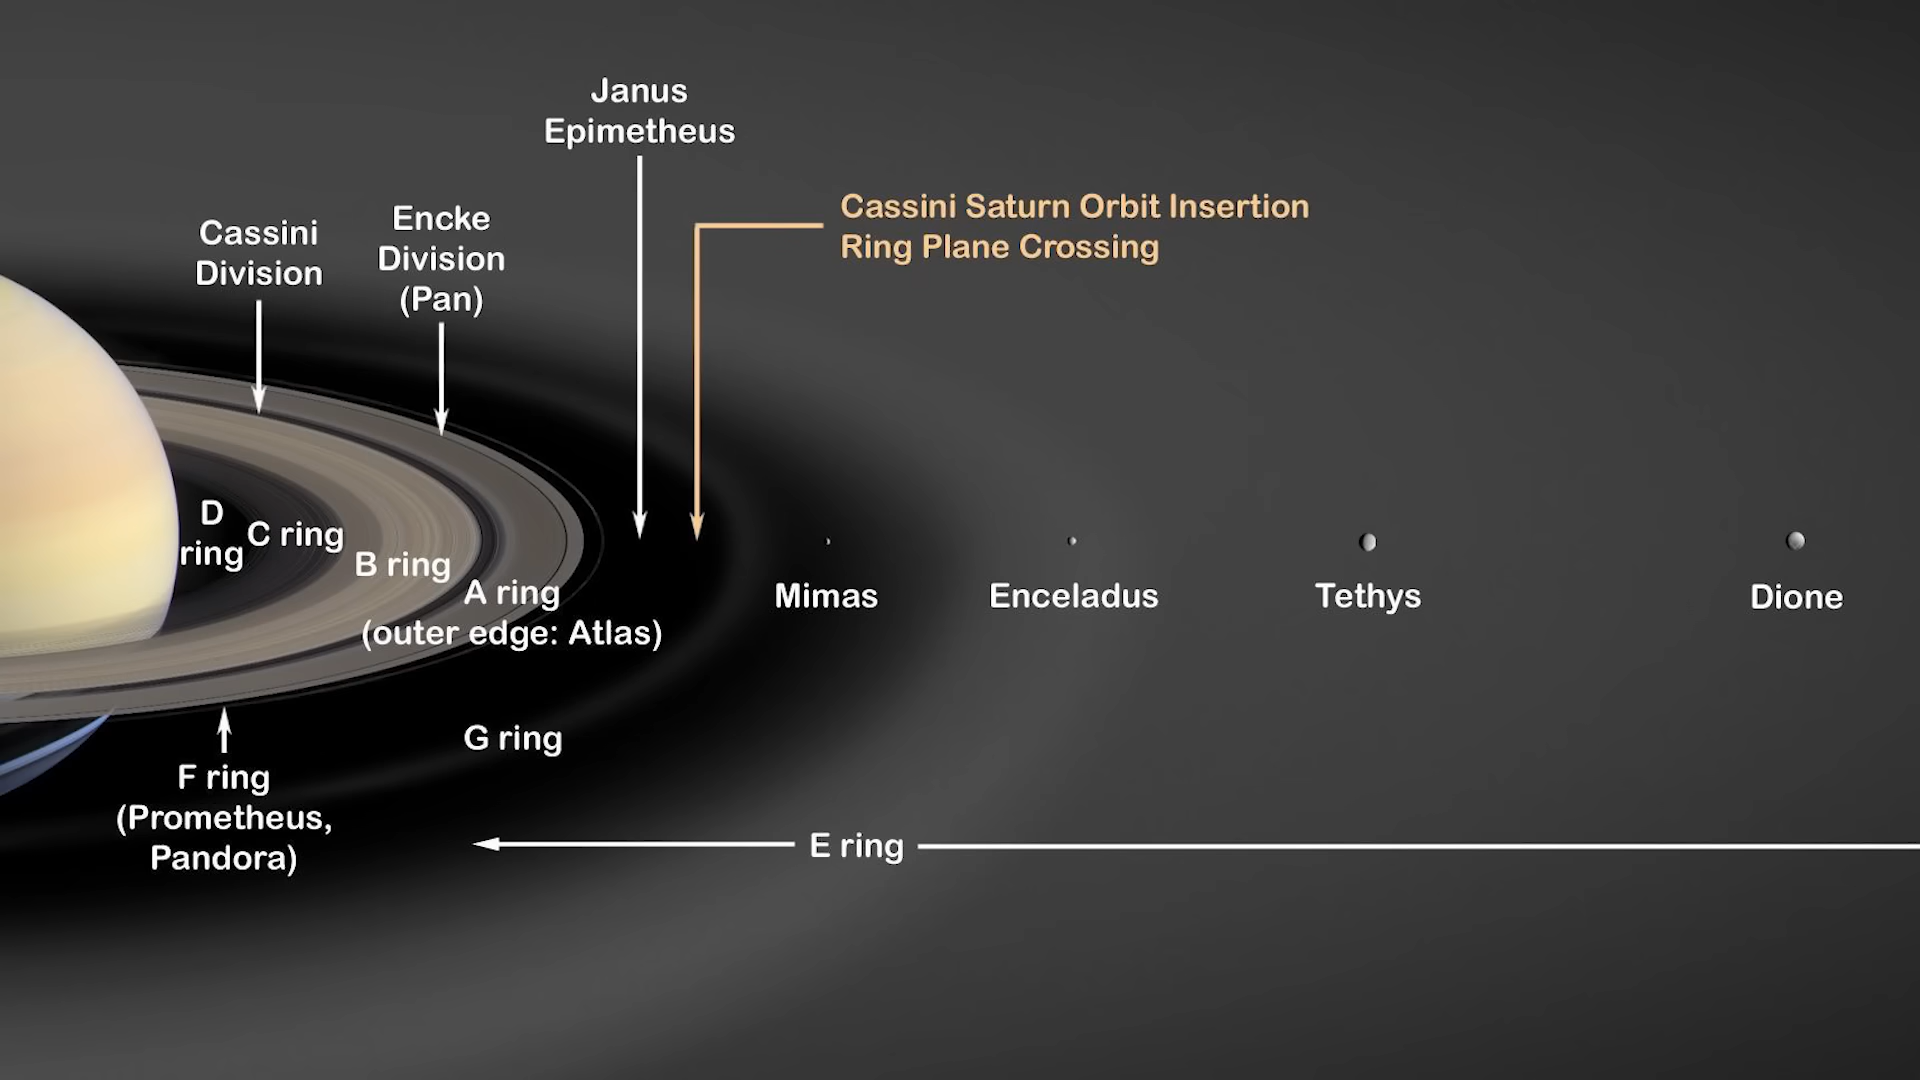 Janus
Epimetheus
Cassini Saturn Orbit Insertion
Ring Plane Crossing
Cassini
Division
Encke
Division
(Pan)
D
ring
C ring
B ring
A ring
(outer edge: Atlas)
Mimas
Enceladus
Tethys
Dione
G ring
F ring
(Prometheus,
Pandora)
E ring